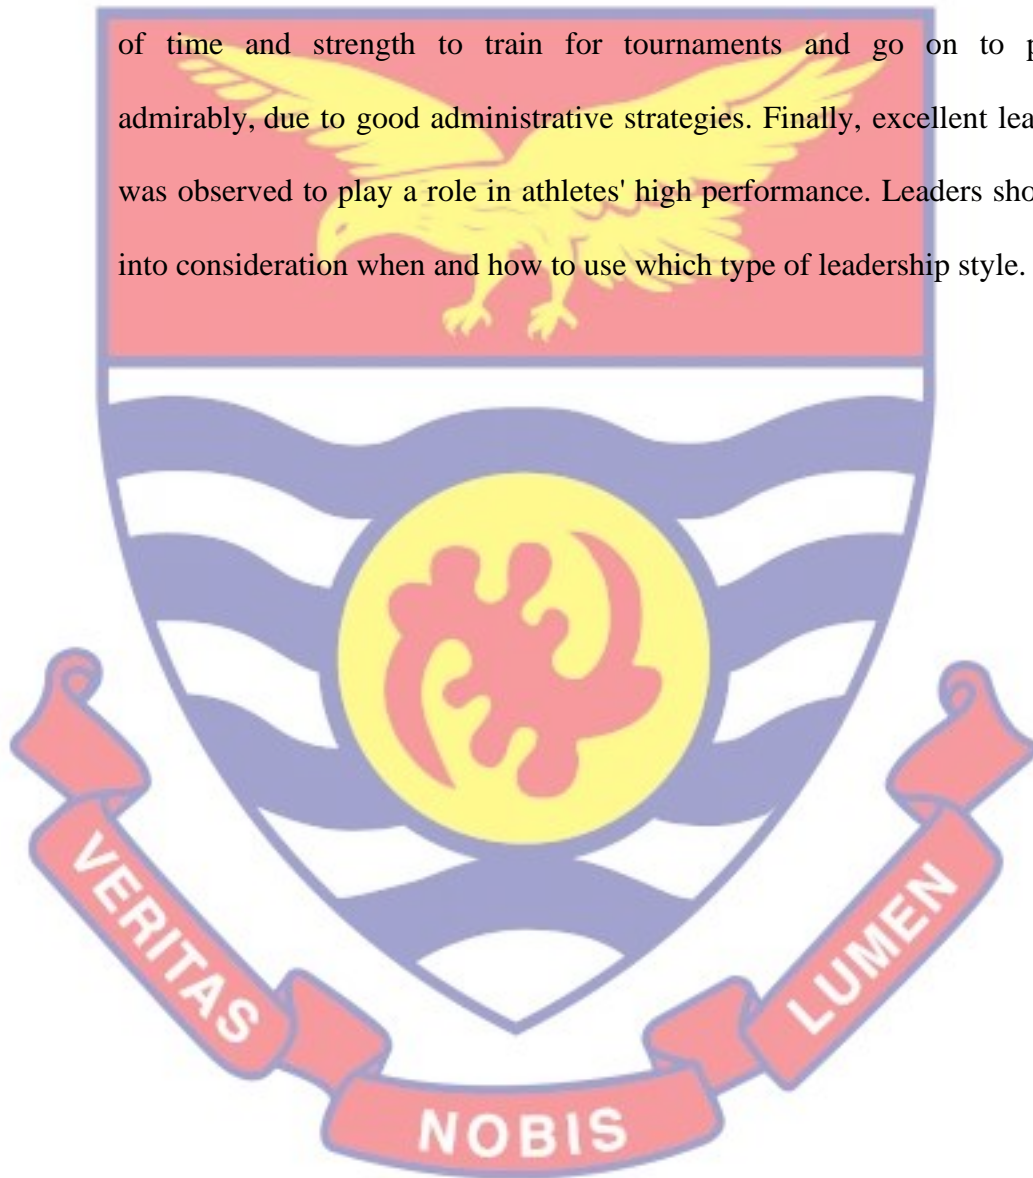 of time and strength to train for tournaments and go on to p
admirably, due to good administrative strategies. Finally, excellent lea
was observed to play a role in athletes' high performance. Leaders sho
into consideration when and how to use which type of leadership style.
VERITAS
NOBIS
LUMEN